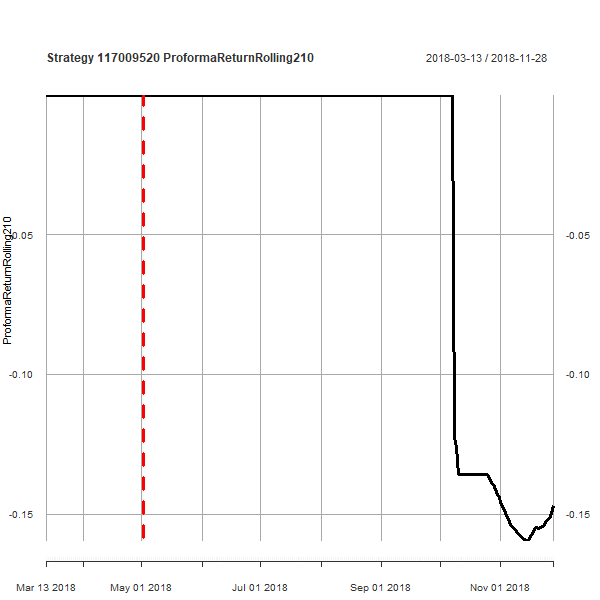 Strategy 117009520 ProformaReturnRolling210
2018-03-13 / 2018-11-28
ProformaReturnRolling210
-0.05
-0.05
-0.10
-0.10
-0.15
-0.15
Mar 13 2018
May 01 2018
Jul 01 2018
Sep 01 2018
Nov 01 2018